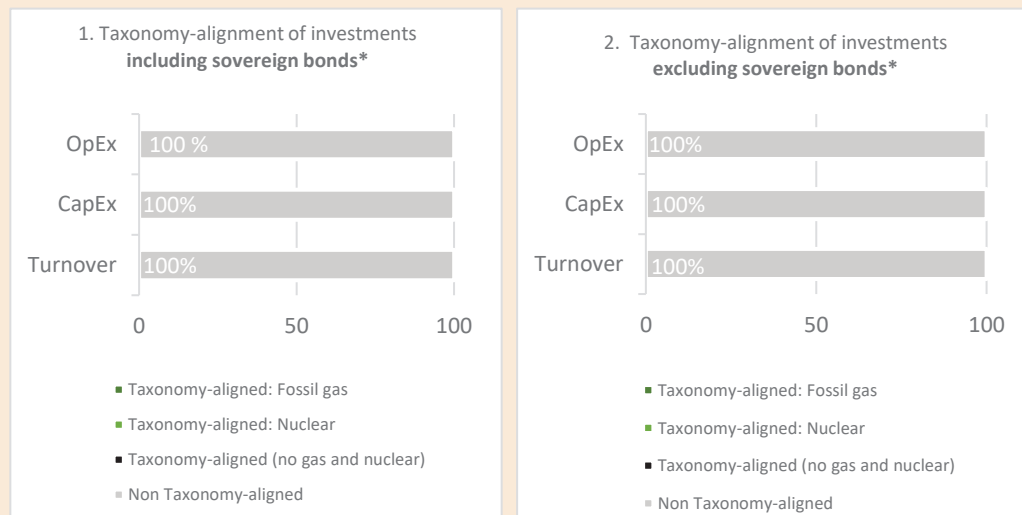 1. Taxonomy-alignment of investments
including sovereign bonds*
OpEx
100 %
CapEx
100%
Turnover
100%
0 50 100
Taxonomy-aligned: Fossil gas
Taxonomy-aligned: Nuclear
Taxonomy-aligned (no gas and nuclear)
Non Taxonomy-aligned
2. Taxonomy-alignment of investments
excluding sovereign bonds*
OpEx
100%
CapEx
100%
Turnover
100%
0 50 100
Taxonomy-aligned: Fossil gas
Taxonomy-aligned: Nuclear
Taxonomy-aligned (no gas and nuclear)
Non Taxonomy-aligned